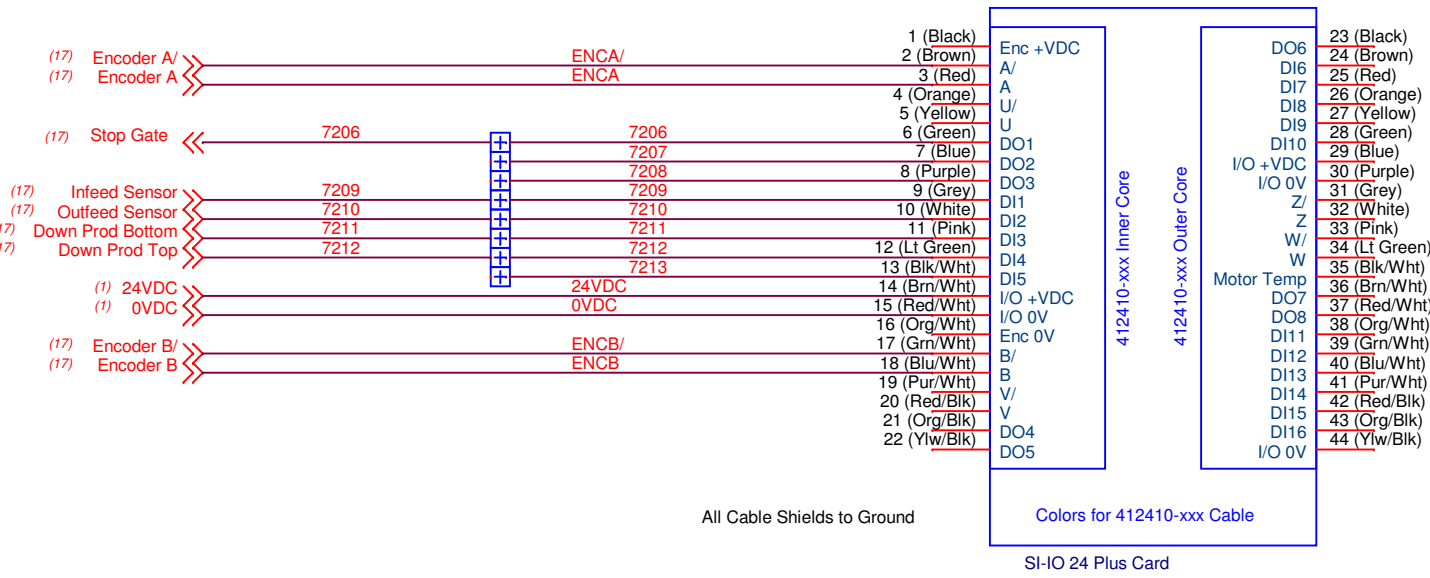 (17) Encoder A/ ENCA/
(17) Encoder A ENCA
(17) Stop Gate 7206 7206
7207
7208
(17) Infeed Sensor 7209 7209
(17) Outfeed Sensor 7210 7210
17) Down Prod Bottom 7211 7211
17) Down Prod Top 7212 7212
7213
(1) 24VDC 24VDC
(1) 0VDC 0VDC
(17) Encoder B/ ENCB/
(17) Encoder B ENCB
1 (Black) Enc +VDC
2 (Brown) A/
3 (Red) A
4 (Orange) U/
5 (Yellow) U
6 (Green) DO1
7 (Blue) DO2
8 (Purple) DO3
9 (Grey) DI1
10 (White) DI2
11 (Pink) DI3
12 (Lt Green) DI4
13 (Blk/Wht) DI5
14 (Brn/Wht) I/O +VDC
15 (Red/Wht) I/O 0V
16 (Org/Wht) Enc 0V
17 (Grn/Wht) B/
18 (Blu/Wht) B
19 (Pur/Wht) V/
20 (Red/Blk) V
21 (Org/Blk) DO4
22 (Ylw/Blk) DO5
412410-xxx Inner Core
412410-xxx Outer Core
DO6 23 (Black)
DI6 24 (Brown)
DI7 25 (Red)
DI8 26 (Orange)
DI9 27 (Yellow)
DI10 28 (Green)
I/O +VDC 29 (Blue)
I/O 0V 30 (Purple)
Z/ 31 (Grey)
Z 32 (White)
W/ 33 (Pink)
W 34 (Lt Green)
Motor Temp 35 (Blk/Wht)
DO7 36 (Brn/Wht)
DO8 37 (Red/Wht)
DI11 38 (Org/Wht)
DI12 39 (Grn/Wht)
DI13 40 (Blu/Wht)
DI14 41 (Pur/Wht)
DI15 42 (Red/Blk)
DI16 43 (Org/Blk)
I/O 0V 44 (Ylw/Blk)
All Cable Shields to Ground
Colors for 412410-xxx Cable
SI-IO 24 Plus Card